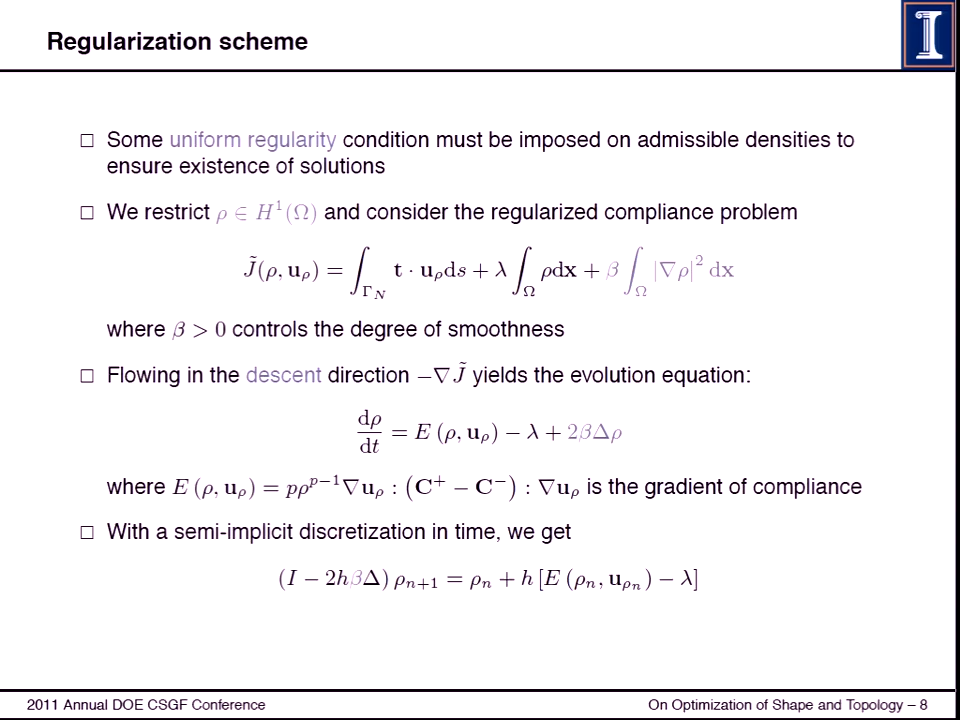 Regularization scheme
I
□ Some uniform regularity condition must be imposed on admissible densities to
ensure existence of solutions
□ We restrict ρ ∈ H¹(Ω) and consider the regularized compliance problem
J̃(ρ, u_ρ) = ∫_{Γ_N} t · u_ρ ds + λ ∫_Ω ρdx + β ∫_Ω |∇ρ|² dx
where β > 0 controls the degree of smoothness
□ Flowing in the descent direction −∇J̃ yields the evolution equation:
dρ/dt = E (ρ, u_ρ) − λ + 2βΔρ
where E (ρ, u_ρ) = pρ^{p−1}∇u_ρ : (C⁺ − C⁻) : ∇u_ρ is the gradient of compliance
□ With a semi-implicit discretization in time, we get
(I − 2hβΔ) ρ_{n+1} = ρ_n + h [E (ρ_n, u_{ρ_n}) − λ]
2011 Annual DOE CSGF Conference
On Optimization of Shape and Topology – 8